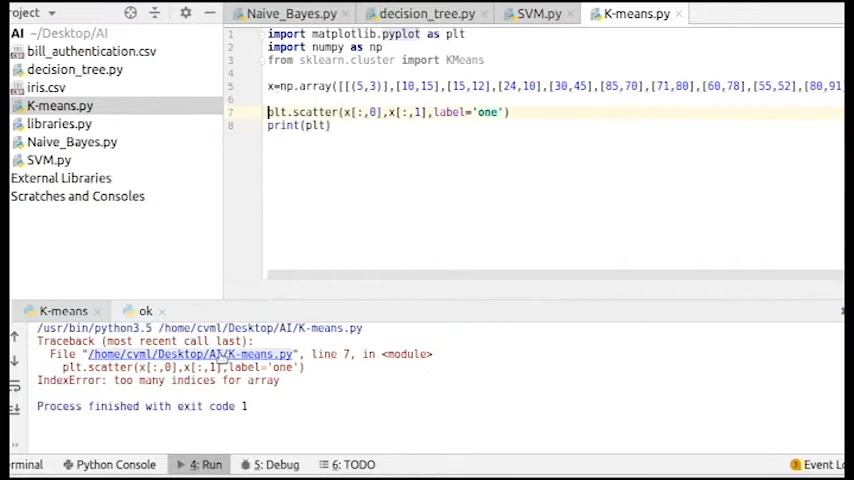 roject
Naive_Bayes.py decision_tree.py SVM.py K-means.py
AI ~/Desktop/AI
bill_authentication.csv
decision_tree.py
iris.csv
K-means.py
libraries.py
Naive_Bayes.py
SVM.py
External Libraries
Scratches and Consoles
1 import matplotlib.pyplot as plt
2 import numpy as np
3 from sklearn.cluster import KMeans
4
5 x=np.array([[(5,3)],[10,15],[15,12],[24,10],[30,45],[85,70],[71,80],[60,78],[55,52],[80,91]
6
7 plt.scatter(x[:,0],x[:,1],label='one')
8 print(plt)
K-means ok
/usr/bin/python3.5 /home/cvml/Desktop/AI/K-means.py
Traceback (most recent call last):
File "/home/cvml/Desktop/AI/K-means.py", line 7, in <module>
plt.scatter(x[:,0],x[:,1],label='one')
IndexError: too many indices for array
Process finished with exit code 1
rminal Python Console 4: Run 5: Debug 6: TODO 3 Event Lo